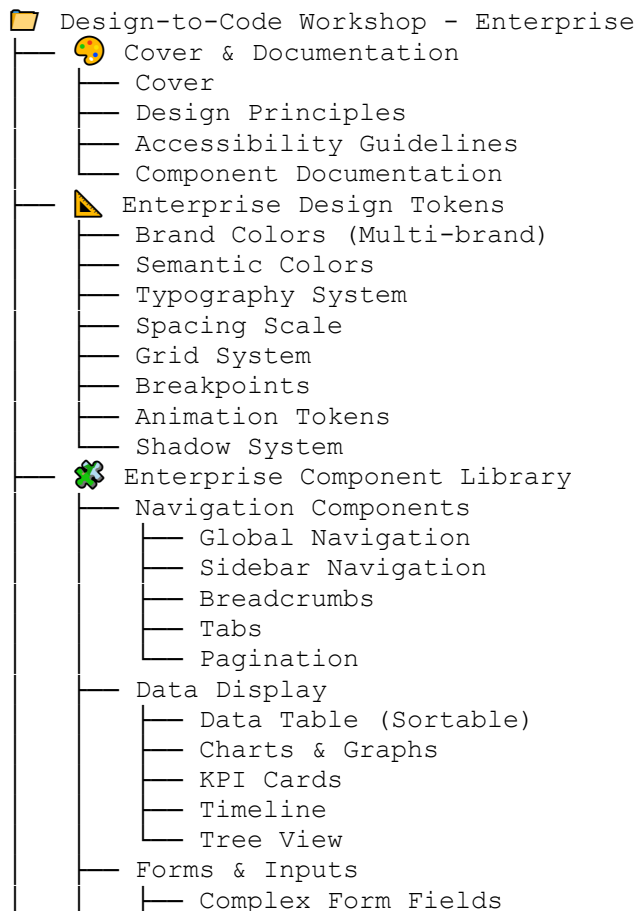 Design-to-Code Workshop - Enterprise
Cover & Documentation
Cover
Design Principles
Accessibility Guidelines
Component Documentation
Enterprise Design Tokens
Brand Colors (Multi-brand)
Semantic Colors
Typography System
Spacing Scale
Grid System
Breakpoints
Animation Tokens
Shadow System
Enterprise Component Library
Navigation Components
Global Navigation
Sidebar Navigation
Breadcrumbs
Tabs
Pagination
Data Display
Data Table (Sortable)
Charts & Graphs
KPI Cards
Timeline
Tree View
Forms & Inputs
Complex Form Fields